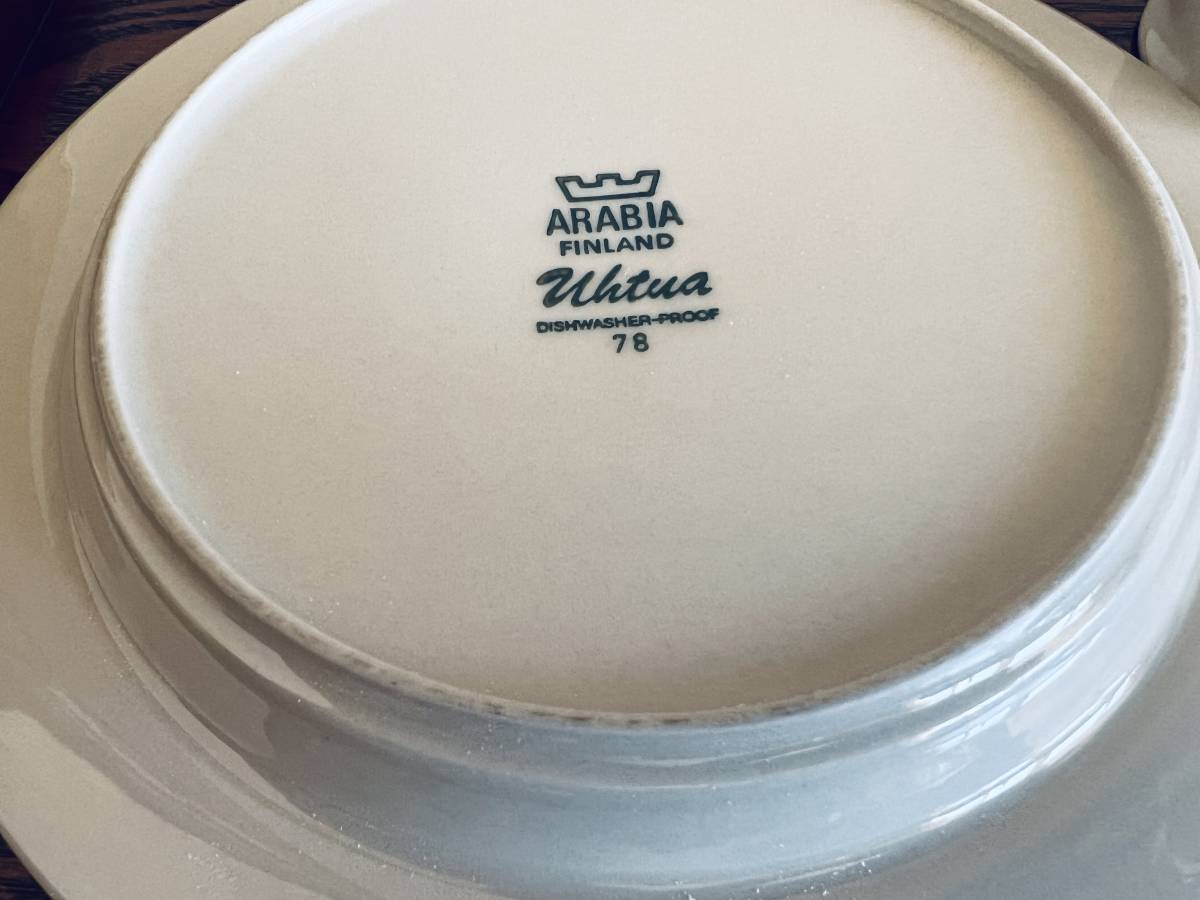 ARABIA
FINLAND
Uhtua
DISHWASHER-PROOF
78